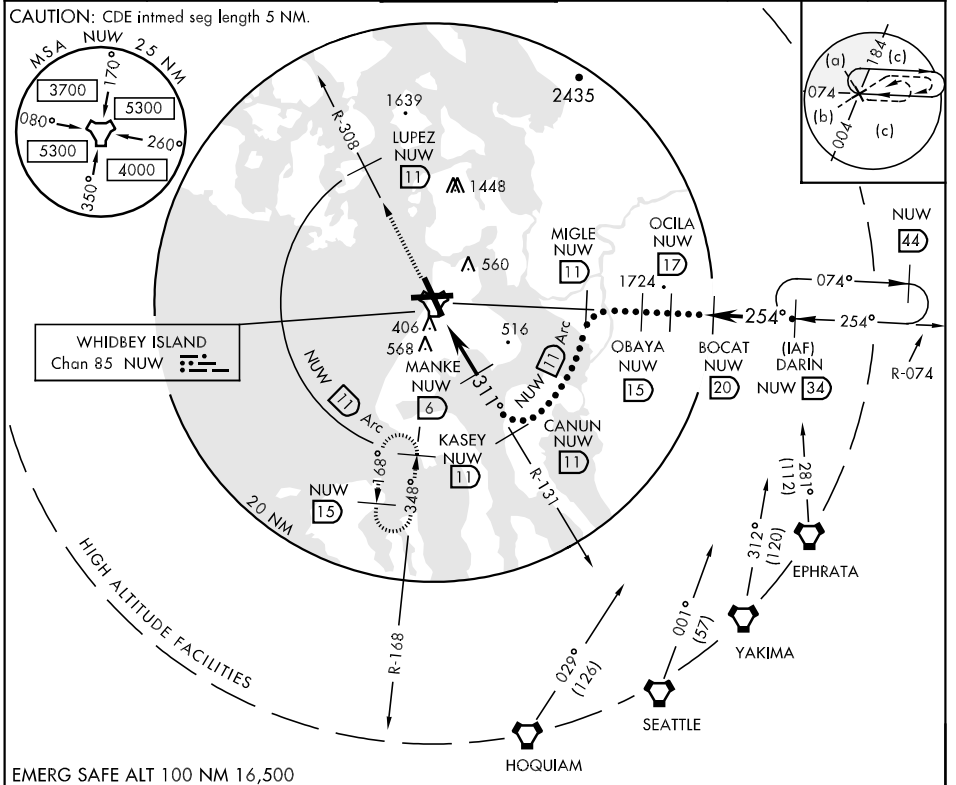 CAUTION: CDE intmed seg length 5 NM.
MSA NUW 25 NM
170°
3700
5300
080°
260°
5300
4000
350°
R-308
1639
2435
LUPEZ
NUW
11
1448
184
(a)
(c)
074
(b)
004
(c)
MIGLE
NUW
11
OCILA
NUW
17
1724
NUW
44
560
074°
254°
254°
R-074
WHIDBEY ISLAND
Chan 85 NUW
406
568
516
MANKE
NUW
6
311°
NUW 11 Arc
OBAYA
NUW
15
BOCAT
NUW
20
(IAF)
DARIN
NUW 34
NUW 11 Arc
KASEY
NUW
11
CANUN
NUW
11
168°
348°
R-131
NUW
15
20 NM
281°
(112)
312°
(120)
EPHRATA
HIGH ALTITUDE FACILITIES
R-168
001°
(57)
YAKIMA
029°
(126)
SEATTLE
HOQUIAM
EMERG SAFE ALT 100 NM 16,500